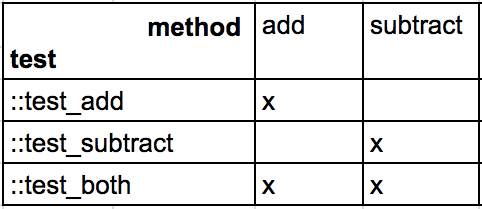 method add subtract
test
::test_add x
::test_subtract x
::test_both x x